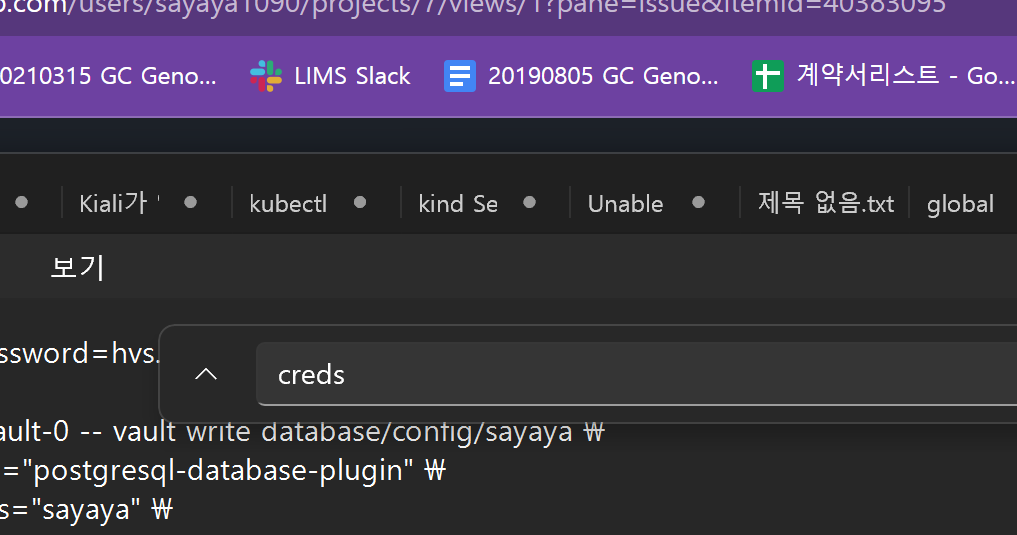 .com/users/sayaya1090/projects/7/views/1?pane=issue&itemId=40383095
0210315 GC Geno... LIMS Slack 20190805 GC Geno... 계약서리스트 - Go...
Kiali가 ' kubectl kind Se Unable 제목 없음.txt global
보기
ssword=hvs.
creds
ault-0 -- vault write database/config/sayaya ₩
="postgresql-database-plugin" ₩
s="sayaya" ₩